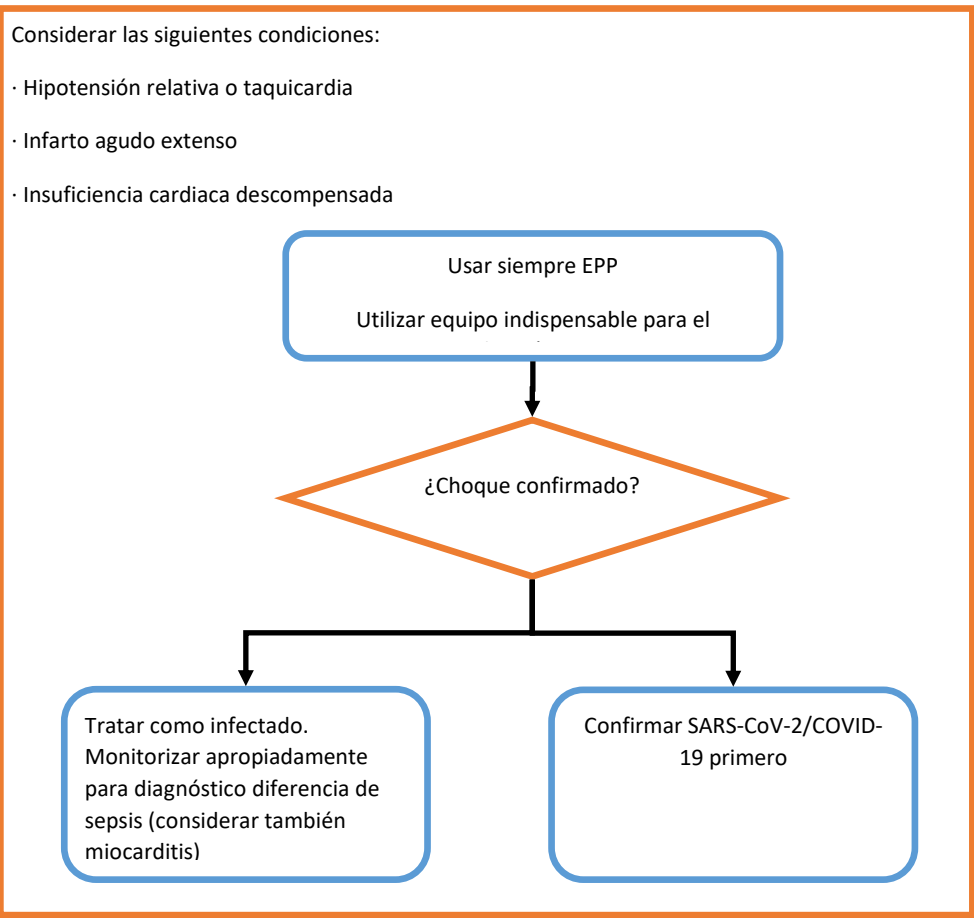 Considerar las siguientes condiciones:
· Hipotensión relativa o taquicardia
· Infarto agudo extenso
· Insuficiencia cardiaca descompensada
Usar siempre EPP
Utilizar equipo indispensable para el
¿Choque confirmado?
Tratar como infectado.
Monitorizar apropiadamente
para diagnóstico diferencia de
sepsis (considerar también
miocarditis)
Confirmar SARS-CoV-2/COVID-
19 primero